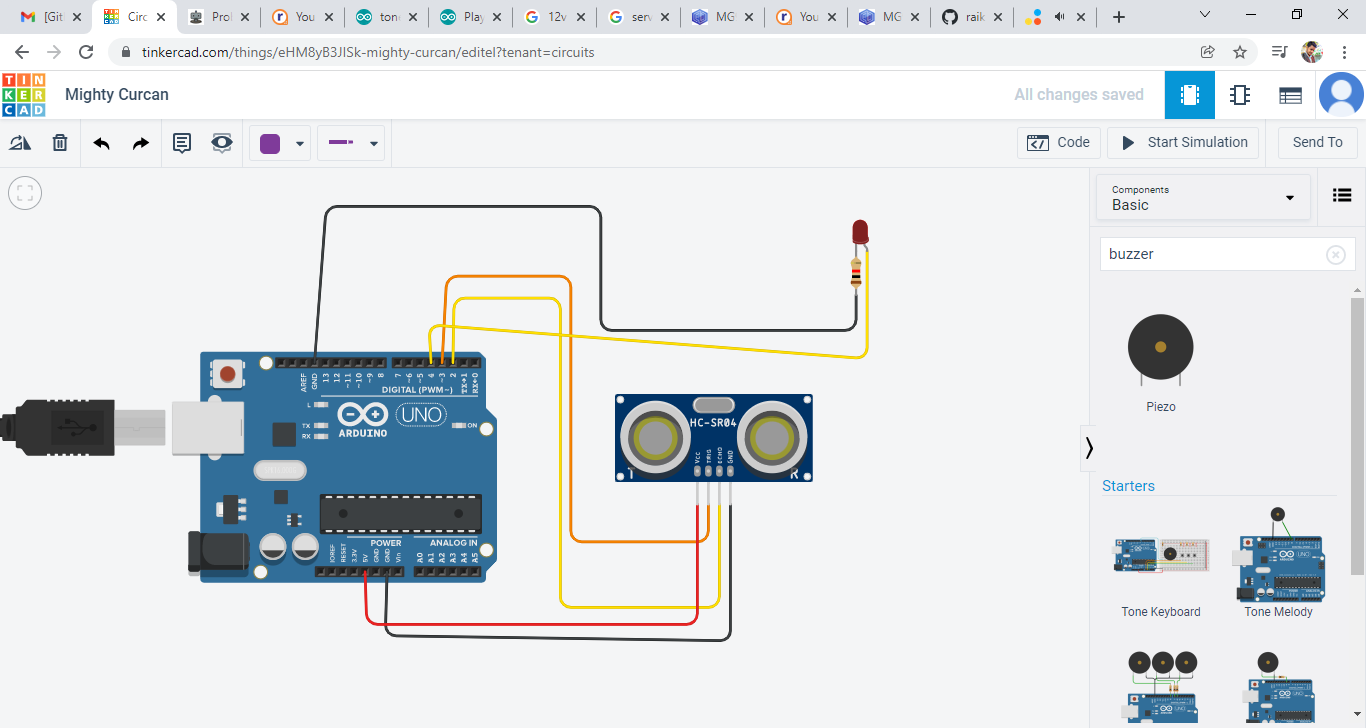 [Gitl
Circ
Prol
You
tone
Play
12v
serv
MG
You
MG
raik
tinkercad.com/things/eHM8yB3JISk-mighty-curcan/editel?tenant=circuits
TIN
KER
CAD
Mighty Curcan
All changes saved
Code
Start Simulation
Send To
Components
Basic
buzzer
Piezo
Starters
Tone Keyboard
Tone Melody
AREF
GND
13
12
~11
~10
~9
8
7
~6
~5
4
~3
2
TX→1
RX←0
DIGITAL (PWM~)
L
TX
RX
ARDUINO
UNO
ON
POWER
ANALOG IN
IOREF
RESET
3.3V
5V
GND
GND
Vin
A0
A1
A2
A3
A4
A5
HC-SR04
VCC
TRIG
ECHO
GND
T
R